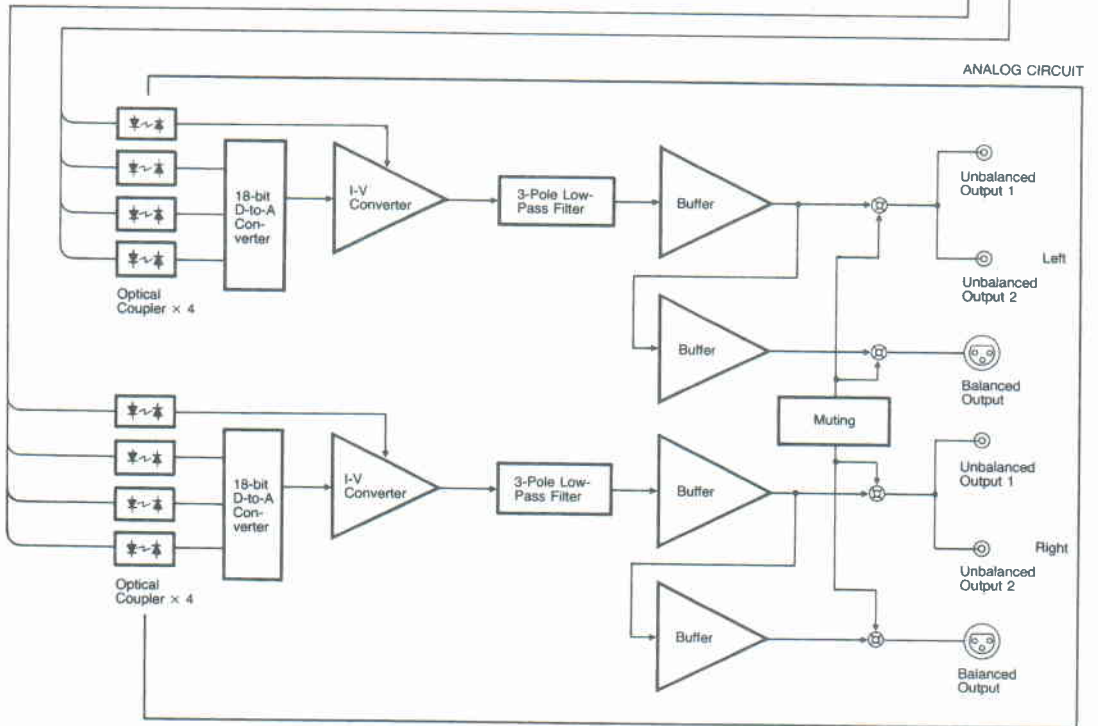 ANALOG CIRCUIT
18-bit
D-to-A
Con-
verter
I-V
Converter
3-Pole Low-
Pass Filter
Buffer
Unbalanced
Output 1
Left
Unbalanced
Output 2
Optical
Coupler × 4
Buffer
Balanced
Output
Muting
18-bit
D-to-A
Con-
verter
I-V
Converter
3-Pole Low-
Pass Filter
Buffer
Unbalanced
Output 1
Right
Unbalanced
Output 2
Optical
Coupler × 4
Buffer
Balanced
Output